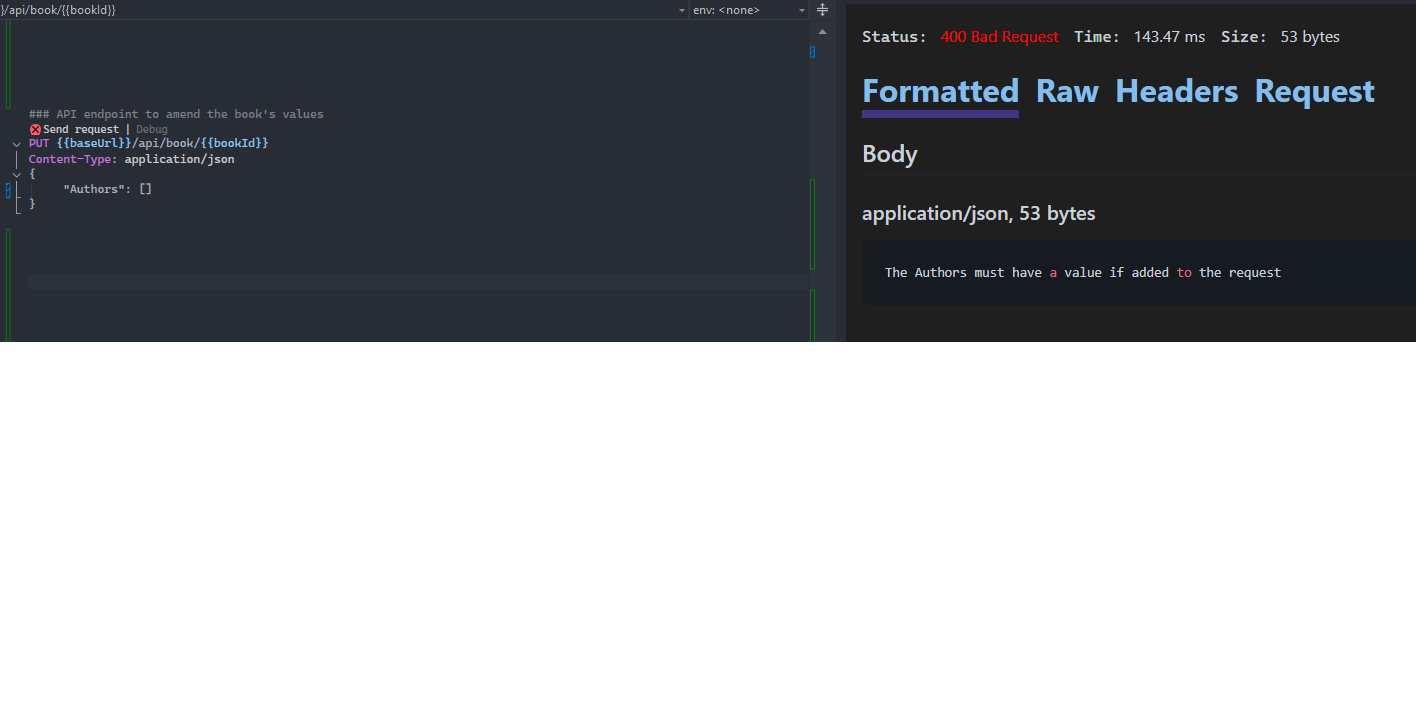 }/api/book/{{bookId}}
env: <none>
### API endpoint to amend the book's values
Send request | Debug
PUT {{baseUrl}}/api/book/{{bookId}}
Content-Type: application/json
{
"Authors": []
}
Status: 400 Bad Request Time: 143.47 ms Size: 53 bytes
Formatted Raw Headers Request
Body
application/json, 53 bytes
The Authors must have a value if added to the request